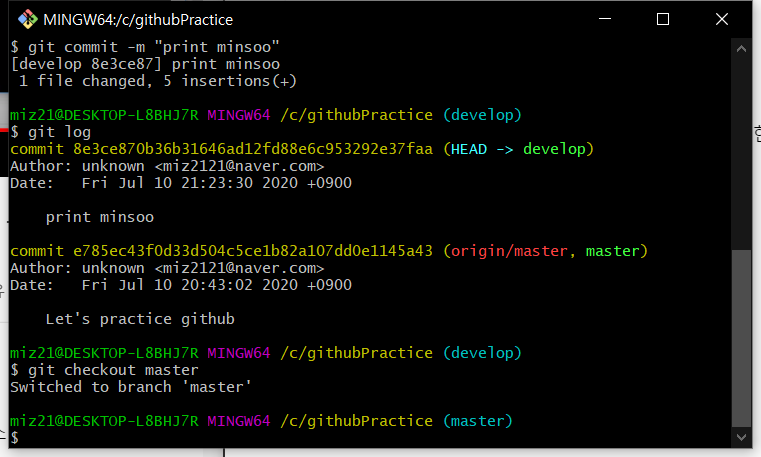 MINGW64:/c/githubPractice
$ git commit -m "print minsoo"
[develop 8e3ce87] print minsoo
 1 file changed, 5 insertions(+)
miz21@DESKTOP-L8BHJ7R MINGW64 /c/githubPractice (develop)
$ git log
commit 8e3ce870b36b31646ad12fd88e6c953292e37faa (HEAD -> develop)
Author: unknown <miz2121@naver.com>
Date:   Fri Jul 10 21:23:30 2020 +0900
    print minsoo
commit e785ec43f0d33d504c5ce1b82a107dd0e1145a43 (origin/master, master)
Author: unknown <miz2121@naver.com>
Date:   Fri Jul 10 20:43:02 2020 +0900
    Let's practice github
miz21@DESKTOP-L8BHJ7R MINGW64 /c/githubPractice (develop)
$ git checkout master
Switched to branch 'master'
miz21@DESKTOP-L8BHJ7R MINGW64 /c/githubPractice (master)
$